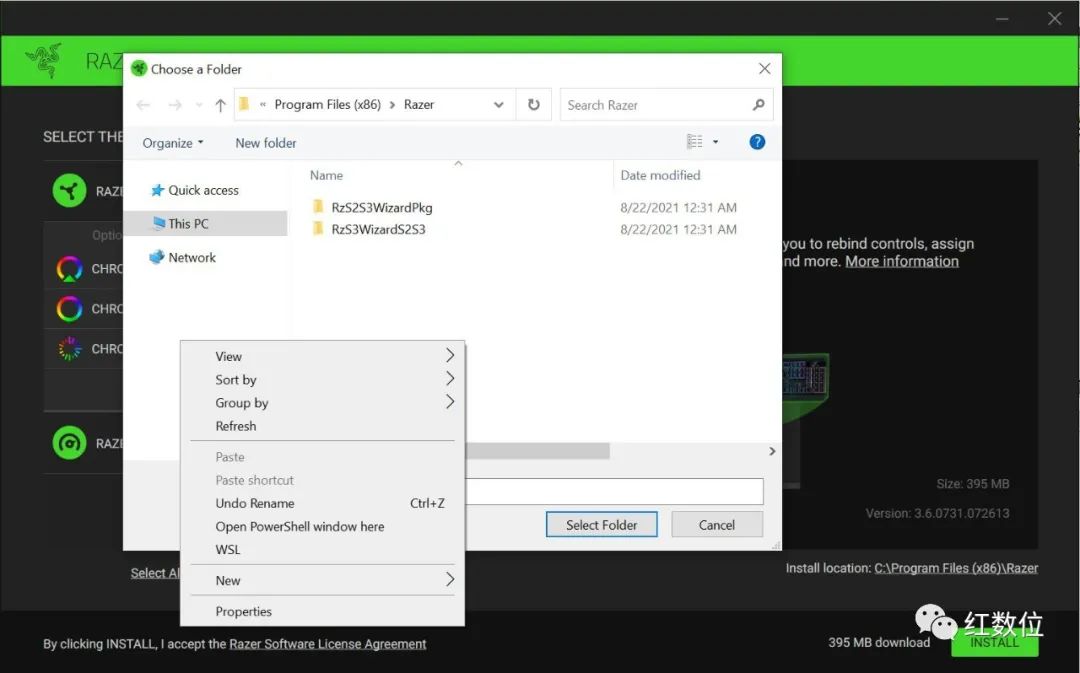 RAZ
Choose a Folder
« Program Files (x86) > Razer
Search Razer
Organize
New folder
Name
Date modified
Quick access
This PC
Network
RzS2S3WizardPkg
8/22/2021 12:31 AM
RzS3WizardS2S3
8/22/2021 12:31 AM
SELECT THE
RAZE
Optio
CHRO
CHRO
CHRO
RAZE
you to rebind controls, assign
nd more. More information
View
Sort by
Group by
Refresh
Paste
Paste shortcut
Undo Rename Ctrl+Z
Open PowerShell window here
WSL
New
Properties
Select Folder
Cancel
Size: 395 MB
Version: 3.6.0731.072613
Select Al
Install location: C:\Program Files (x86)\Razer
By clicking INSTALL, I accept the Razer Software License Agreement
395 MB download
INSTALL
红数位